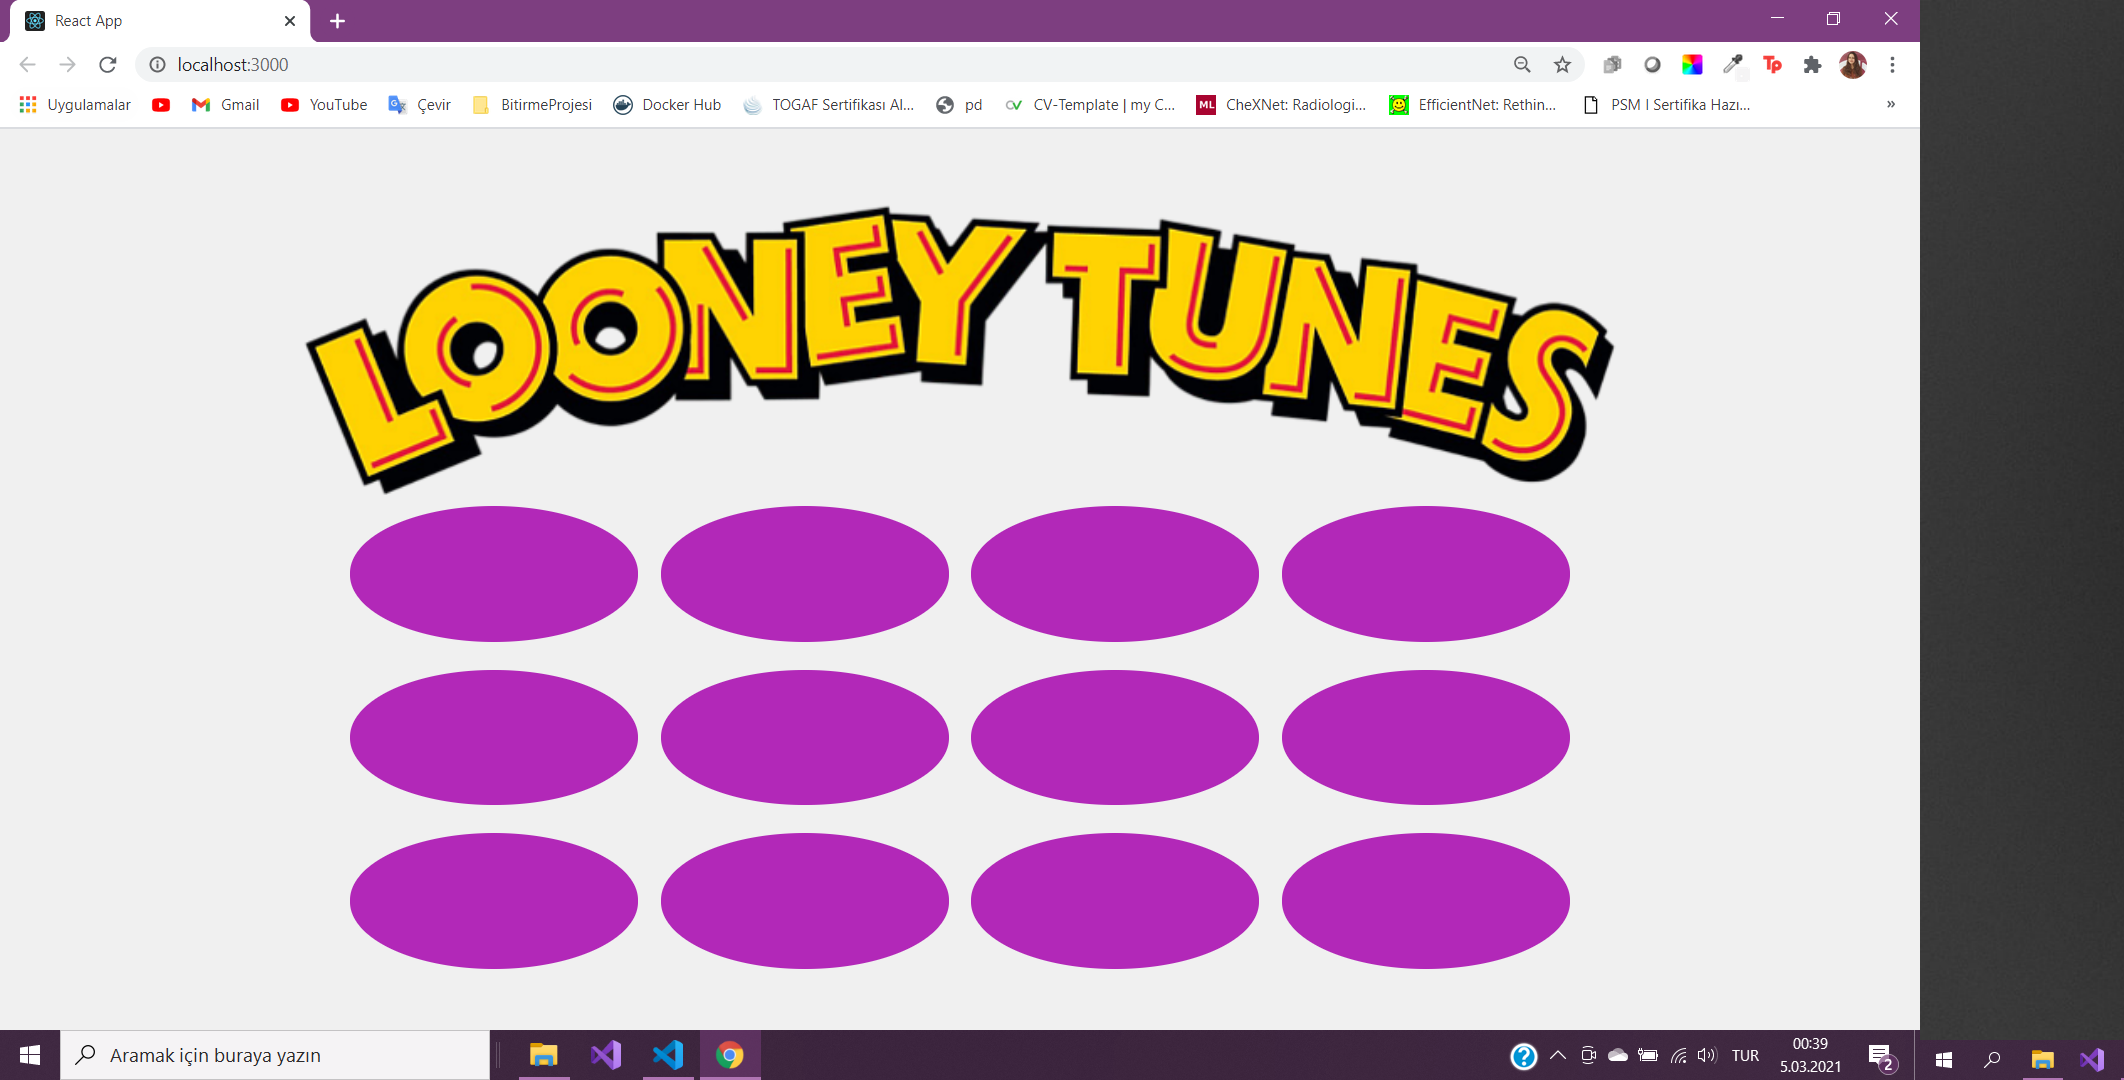 React App
localhost:3000
Uygulamalar Gmail YouTube Çevir BitirmeProjesi Docker Hub TOGAF Sertifikası Al... pd CV-Template | my C... CheXNet: Radiologi... EfficientNet: Rethin... PSM I Sertifika Hazı... »
LOONEY TUNES
Aramak için buraya yazın
TUR
00:39
5.03.2021
2